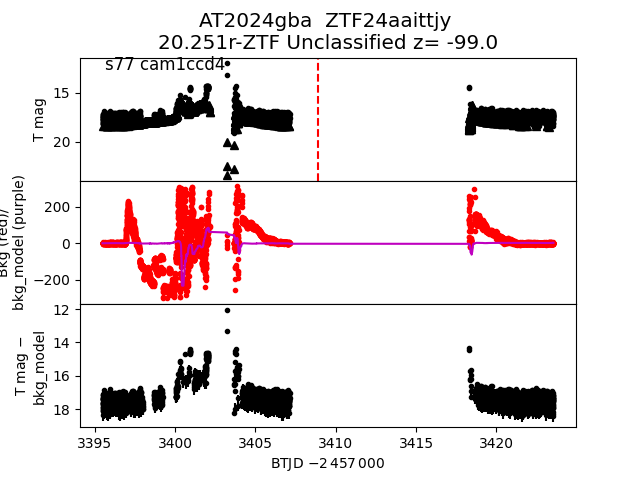 AT2024gba  ZTF24aaittjy
20.251r-ZTF Unclassified z= -99.0
s77 cam1ccd4
T mag
15
20
Bkg (red)/
bkg_model (purple)
200
0
−200
T mag −
bkg_model
12
14
16
18
3395
3400
3405
3410
3415
3420
BTJD −2 457 000